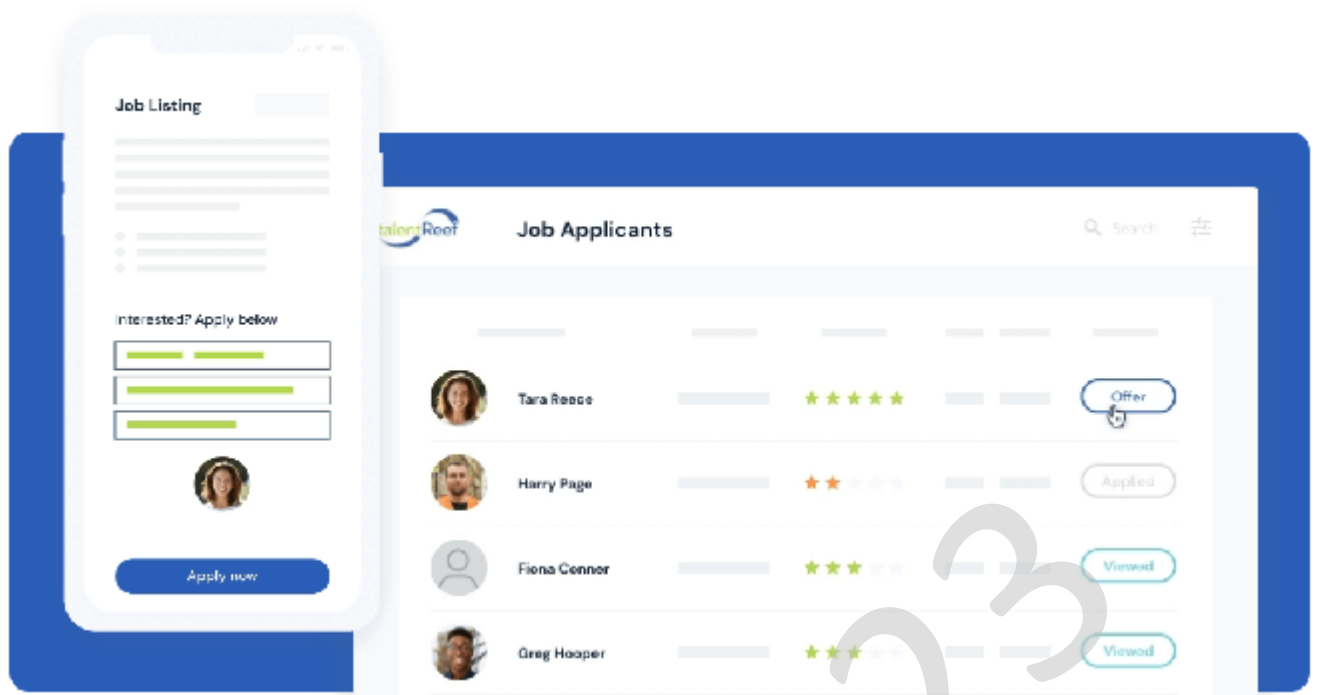 Job Listing
Interested? Apply below
Apply now
talentReef
Job Applicants
Search
Tara Reece
Offer
Harry Page
Applied
Fiona Conner
Viewed
Greg Hooper
Viewed
23